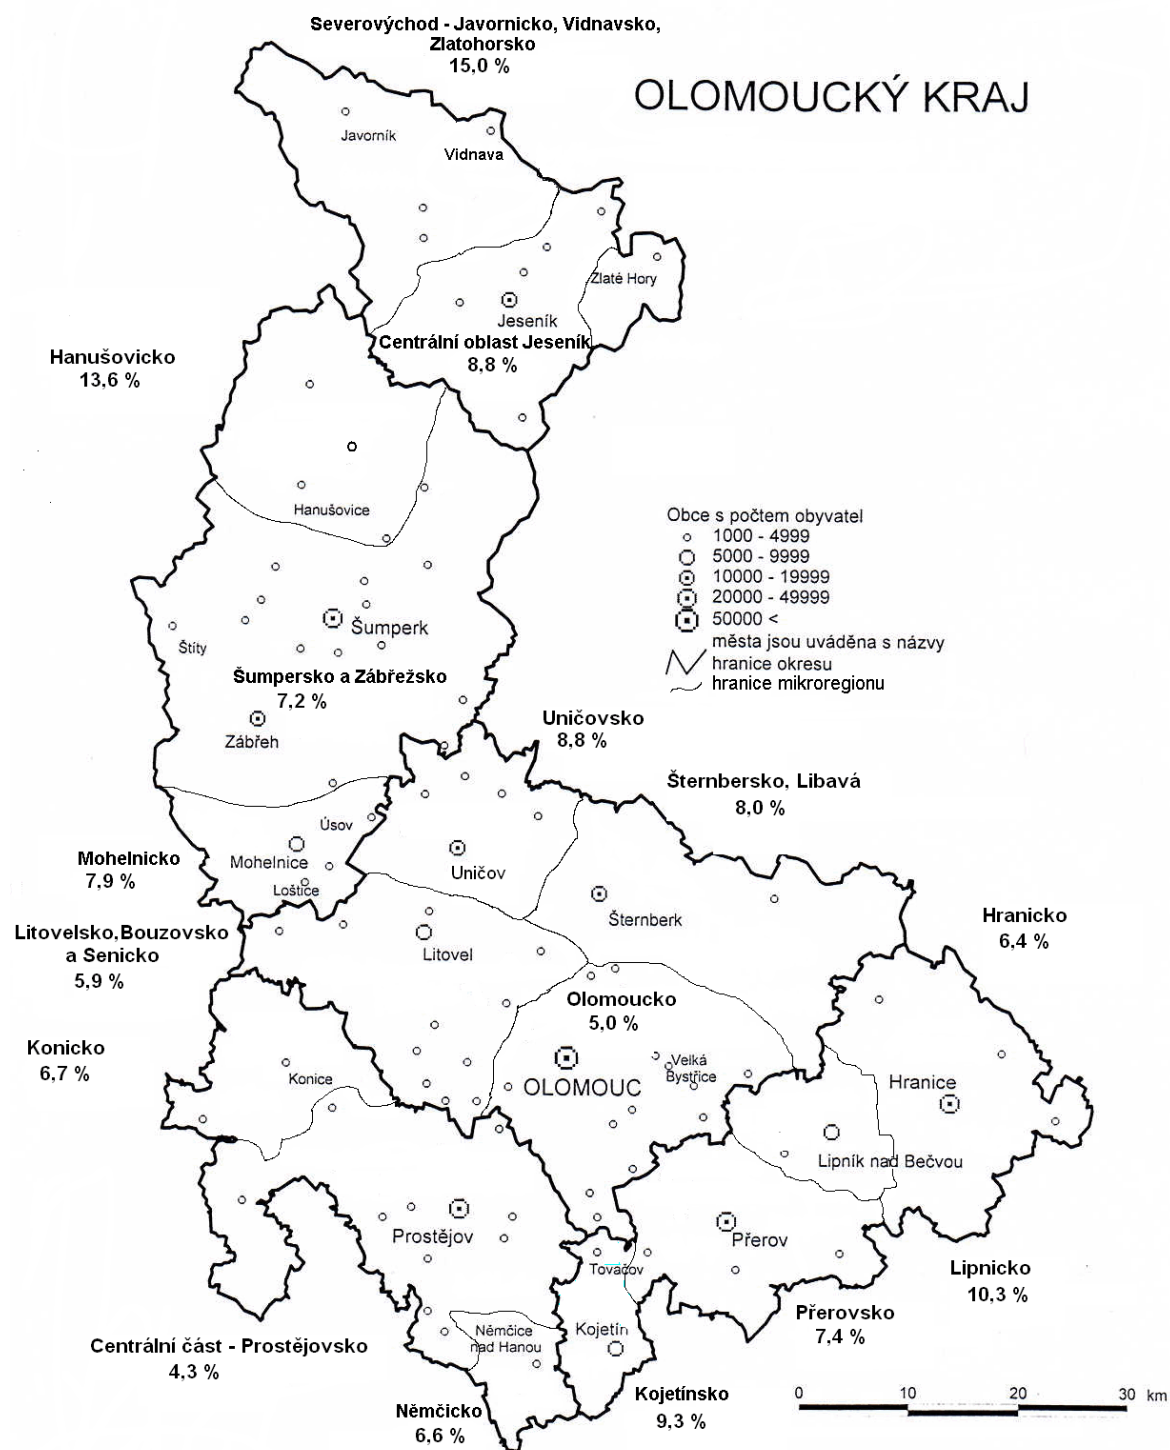 Severovýchod - Javornicko, Vidnavsko,
Zlatohorsko
15,0 %
OLOMOUCKÝ KRAJ
Javorník
Vidnava
Zlaté Hory
Jeseník
Centrální oblast Jeseník
8,8 %
Hanušovicko
13,6 %
Hanušovice
Obce s počtem obyvatel
1000 - 4999
5000 - 9999
10000 - 19999
20000 - 49999
50000 <
města jsou uváděna s názvy
hranice okresu
hranice mikroregionu
Šumperk
Štíty
Šumpersko a Zábřežsko
7,2 %
Zábřeh
Uničovsko
8,8 %
Šternbersko, Libavá
8,0 %
Úsov
Mohelnice
Loštice
Mohelnicko
7,9 %
Uničov
Šternberk
Hranicko
6,4 %
Litovelsko,Bouzovsko
a Senicko
5,9 %
Litovel
Olomoucko
5,0 %
Konicko
6,7 %
Konice
OLOMOUC
Velká
Bystřice
Hranice
Lipník nad Bečvou
Prostějov
Přerov
Tovačov
Lipnicko
10,3 %
Přerovsko
7,4 %
Centrální část - Prostějovsko
4,3 %
Němčice
nad Hanou
Kojetín
Kojetínsko
9,3 %
Němčicko
6,6 %
0 10 20 30 km